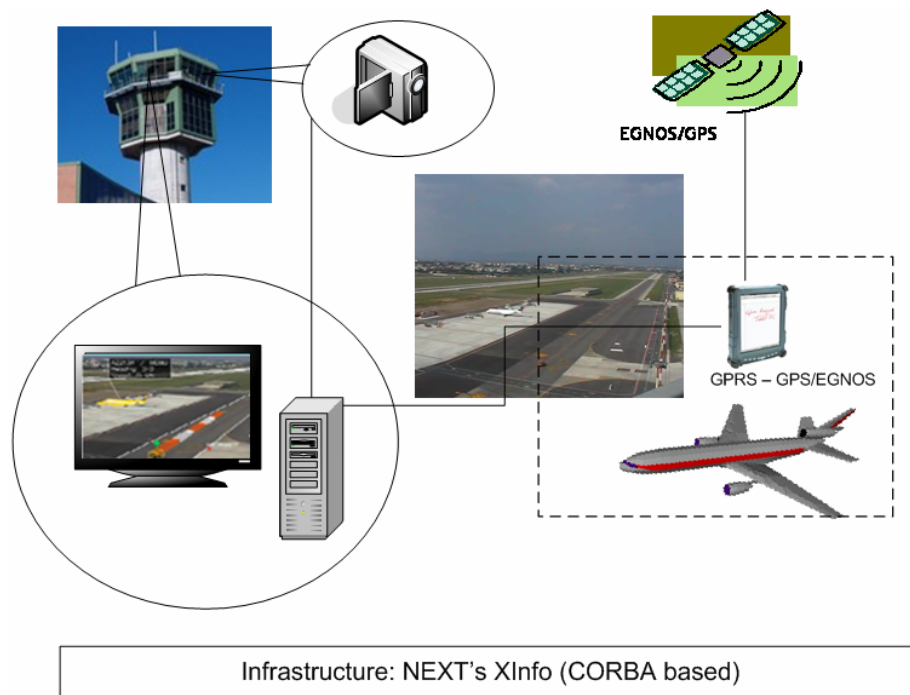 EGNOS/GPS
GPRS – GPS/EGNOS
Infrastructure: NEXT's XInfo (CORBA based)